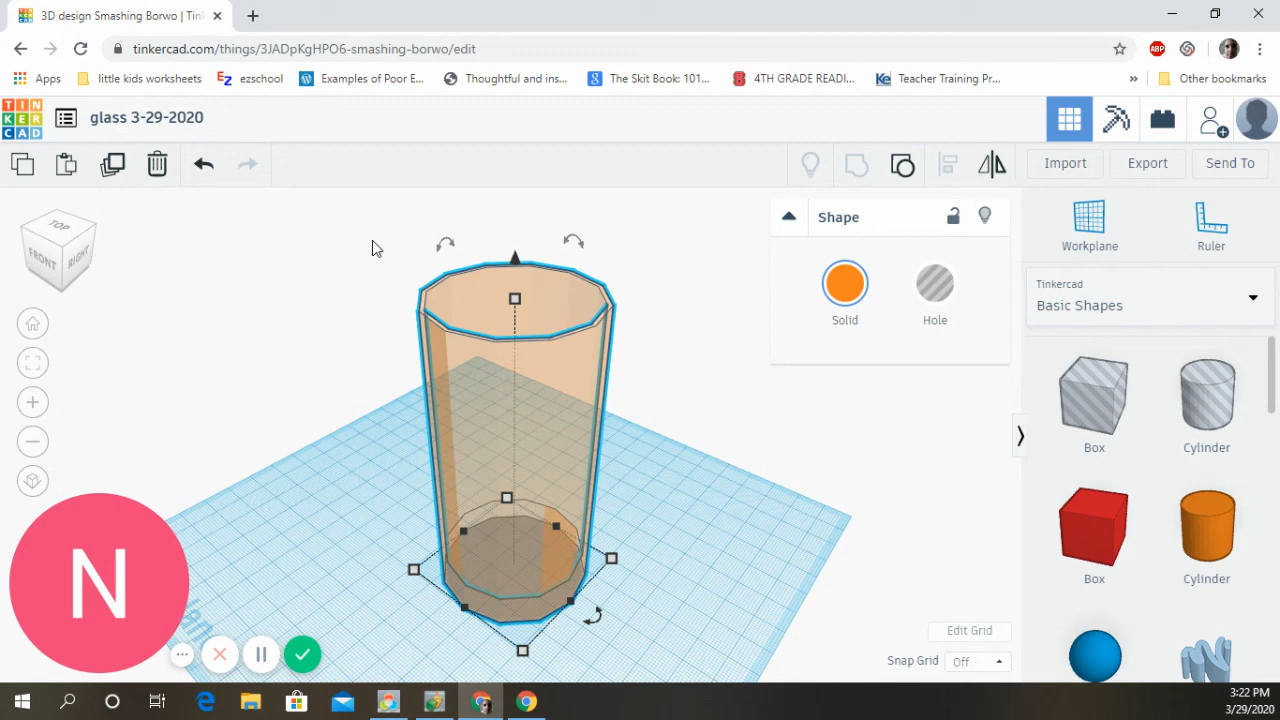 3D design Smashing Borwo | Tin
tinkercad.com/things/3JADpKgHPO6-smashing-borwo/edit
ABP
Apps
little kids worksheets
EZ ezschool
Examples of Poor E...
Thoughtful and ins...
The Skit Book: 101...
4TH GRADE READI...
Ke Teacher Training Pr...
»
Other bookmarks
TIN
KER
CAD
glass 3-29-2020
Import
Export
Send To
TOP
FRONT
RIGHT
Shape
Solid
Hole
Workplane
Ruler
Tinkercad
Basic Shapes
Box
Cylinder
Box
Cylinder
N
Edit Grid
Snap Grid
Off
3:22 PM
3/29/2020